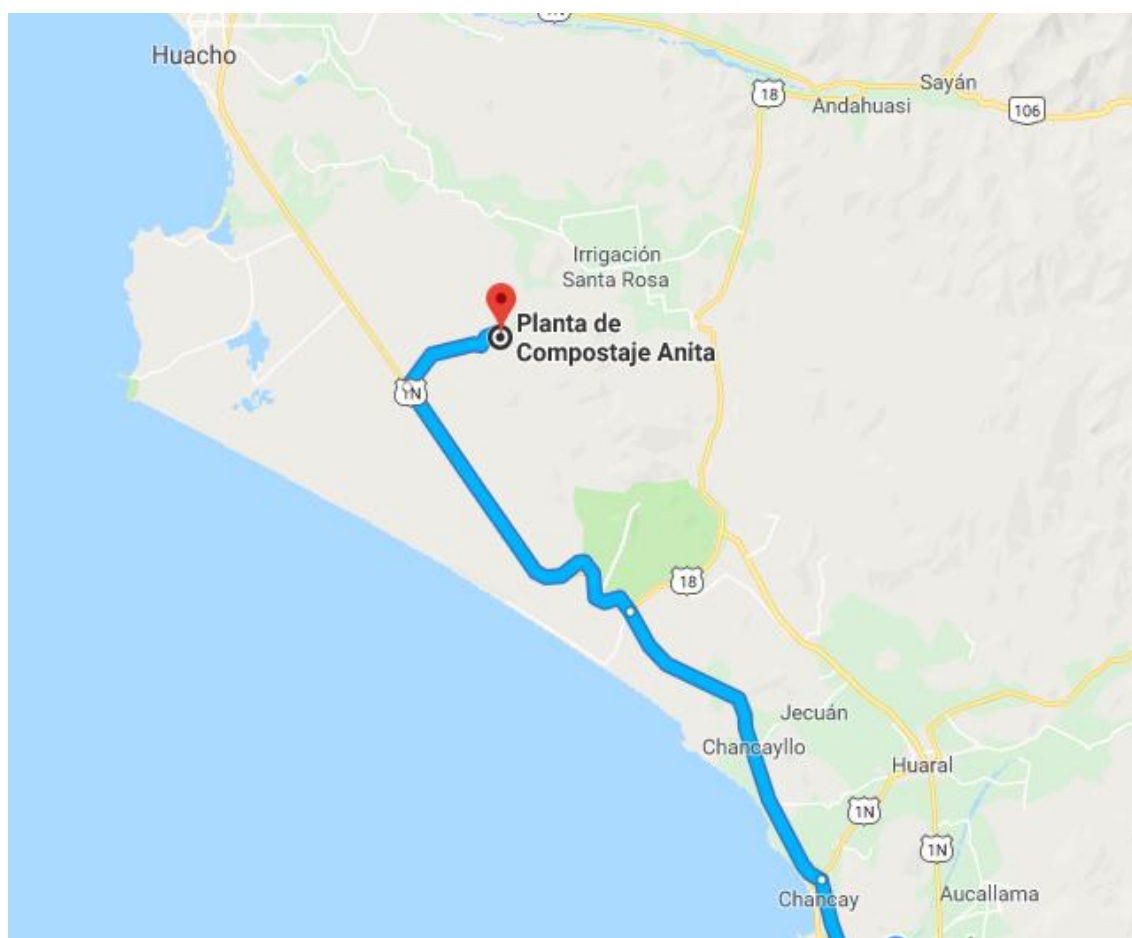 1N
Huacho
Sayán
18
Andahuasi
106
Irrigación
Santa Rosa
Planta de
Compostaje Anita
1N
18
Jecuán
Chancayllo
Huaral
1N
1N
Aucallama
Chancay